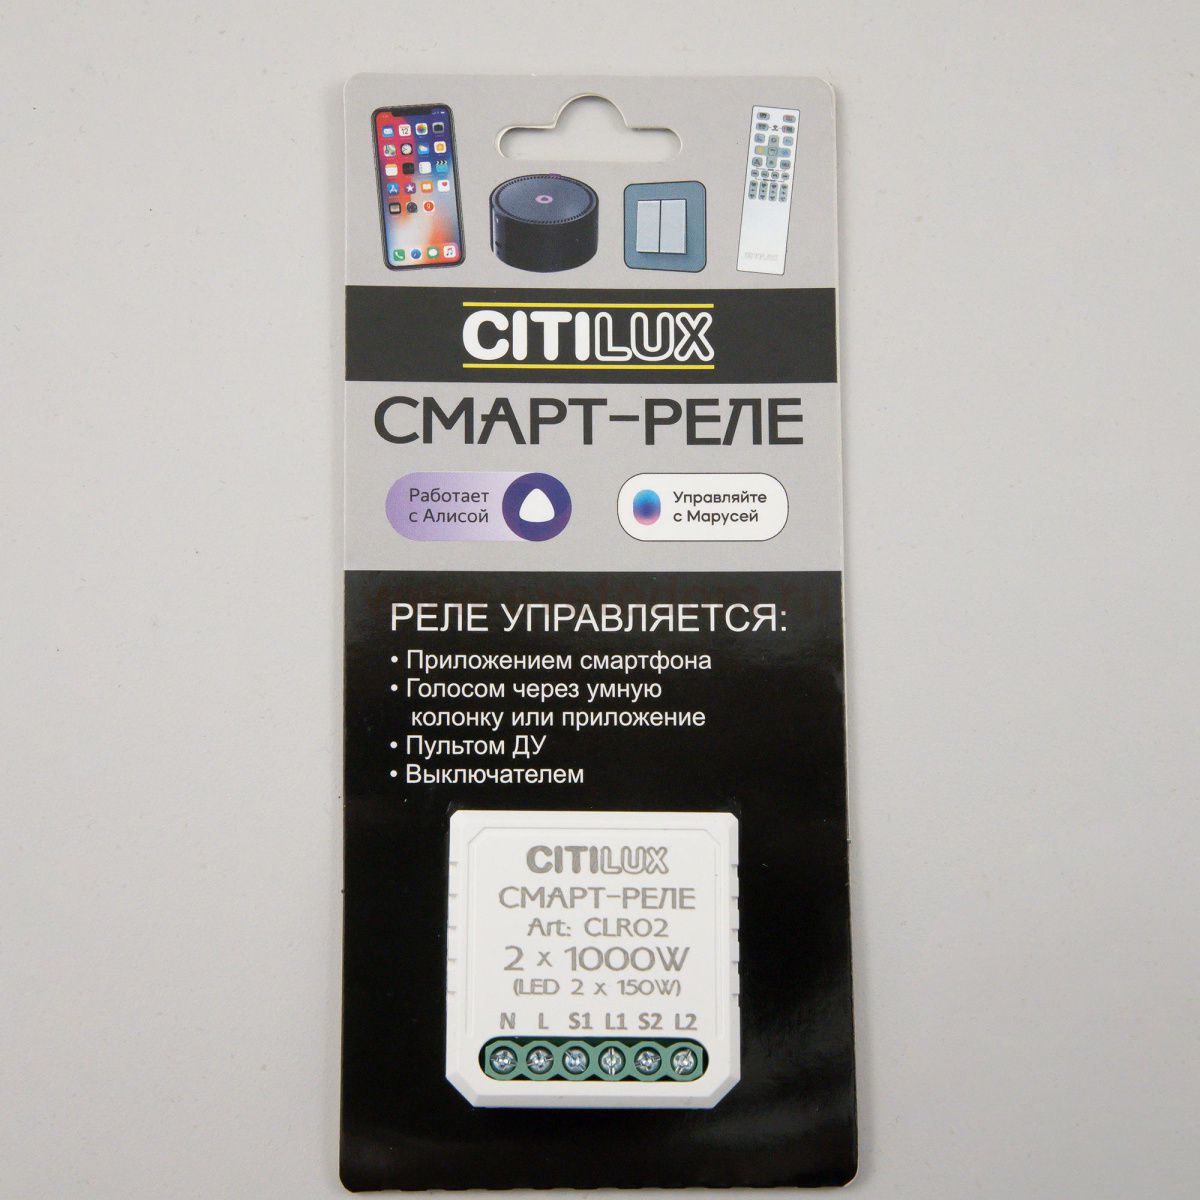 CITILUX
СМАРТ-РЕЛЕ
Работает
с Алисой
Управляйте
с Марусей
РЕЛЕ УПРАВЛЯЕТСЯ:
• Приложением смартфона
• Голосом через умную
колонку или приложение
• Пультом ДУ
• Выключателем
CITILUX
СМАРТ-РЕЛЕ
Art: CLR02
2 x 1000W
(LED 2 x 150W)
N L S1 L1 S2 L2